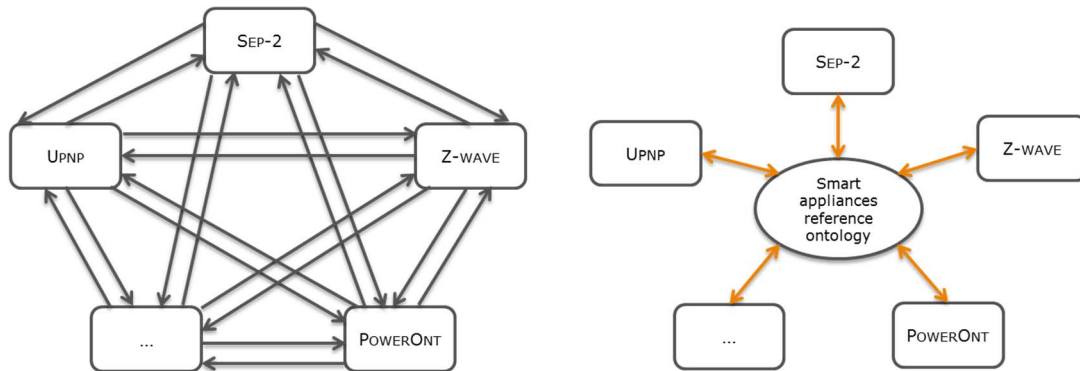 SEP-2
UPNP
Z-WAVE
...
POWERONT
SEP-2
UPNP
Z-WAVE
Smart
appliances
reference
ontology
...
POWERONT